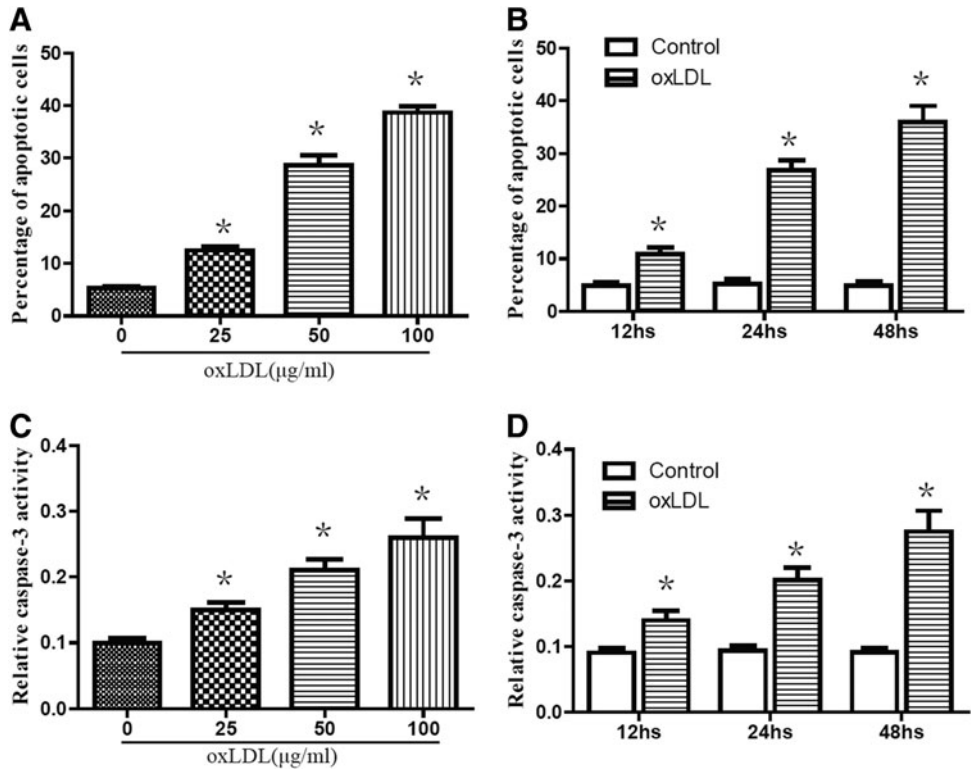 A
Percentage of apoptotic cells
50
40
30
20
10
0
*
*
*
0 25 50 100
oxLDL(μg/ml)
B
Percentage of apoptotic cells
50
40
30
20
10
0
Control
oxLDL
*
*
*
12hs 24hs 48hs
C
Relative caspase-3 activity
0.4
0.3
0.2
0.1
0.0
*
*
*
0 25 50 100
oxLDL(μg/ml)
D
Relative caspase-3 activity
0.4
0.3
0.2
0.1
0.0
Control
oxLDL
*
*
*
12hs 24hs 48hs